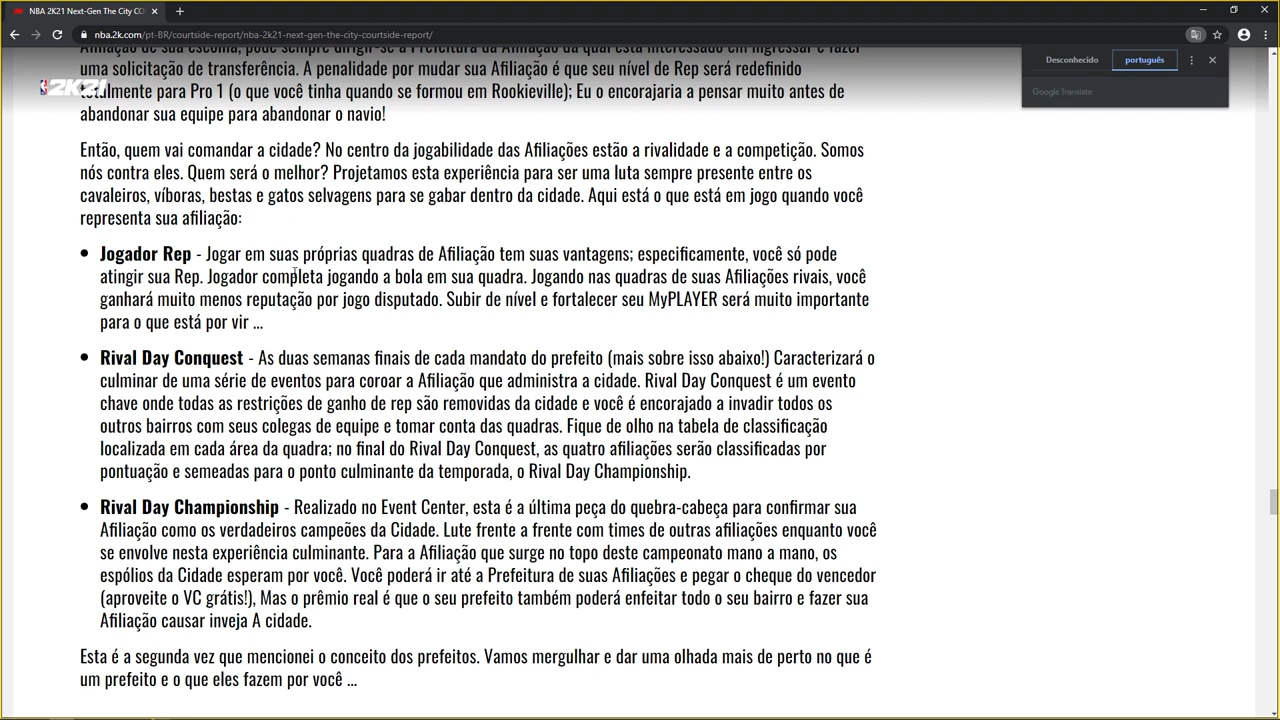 NBA 2K21 Next-Gen The City CO
nba.2k.com/pt-BR/courtside-report/nba-2k21-next-gen-the-city-courtside-report/
Desconhecido português
Google Translate
2K21
Afiliação de sua escola, pode sempre dirigir-se à Prefeitura da Afiliação da qual está interessado em ingressar e fazer
uma solicitação de transferência. A penalidade por mudar sua Afiliação é que seu nível de Rep será redefinido
totalmente para Pro 1 (o que você tinha quando se formou em Rookieville); Eu o encorajaria a pensar muito antes de
abandonar sua equipe para abandonar o navio!
Então, quem vai comandar a cidade? No centro da jogabilidade das Afiliações estão a rivalidade e a competição. Somos
nós contra eles. Quem será o melhor? Projetamos esta experiência para ser uma luta sempre presente entre os
cavaleiros, víboras, bestas e gatos selvagens para se gabar dentro da cidade. Aqui está o que está em jogo quando você
representa sua afiliação:
• Jogador Rep - Jogar em suas próprias quadras de Afiliação tem suas vantagens; especificamente, você só pode
atingir sua Rep. Jogador completa jogando a bola em sua quadra. Jogando nas quadras de suas Afiliações rivais, você
ganhará muito menos reputação por jogo disputado. Subir de nível e fortalecer seu MyPLAYER será muito importante
para o que está por vir ...
• Rival Day Conquest - As duas semanas finais de cada mandato do prefeito (mais sobre isso abaixo!) Caracterizará o
culminar de uma série de eventos para coroar a Afiliação que administra a cidade. Rival Day Conquest é um evento
chave onde todas as restrições de ganho de rep são removidas da cidade e você é encorajado a invadir todos os
outros bairros com seus colegas de equipe e tomar conta das quadras. Fique de olho na tabela de classificação
localizada em cada área da quadra; no final do Rival Day Conquest, as quatro afiliações serão classificadas por
pontuação e semeadas para o ponto culminante da temporada, o Rival Day Championship.
• Rival Day Championship - Realizado no Event Center, esta é a última peça do quebra-cabeça para confirmar sua
Afiliação como os verdadeiros campeões da Cidade. Lute frente a frente com times de outras afiliações enquanto você
se envolve nesta experiência culminante. Para a Afiliação que surge no topo deste campeonato mano a mano, os
espólios da Cidade esperam por você. Você poderá ir até a Prefeitura de suas Afiliações e pegar o cheque do vencedor
(aproveite o VC grátis!), Mas o prêmio real é que o seu prefeito também poderá enfeitar todo o seu bairro e fazer sua
Afiliação causar inveja A cidade.
Esta é a segunda vez que mencionei o conceito dos prefeitos. Vamos mergulhar e dar uma olhada mais de perto no que é
um prefeito e o que eles fazem por você ...